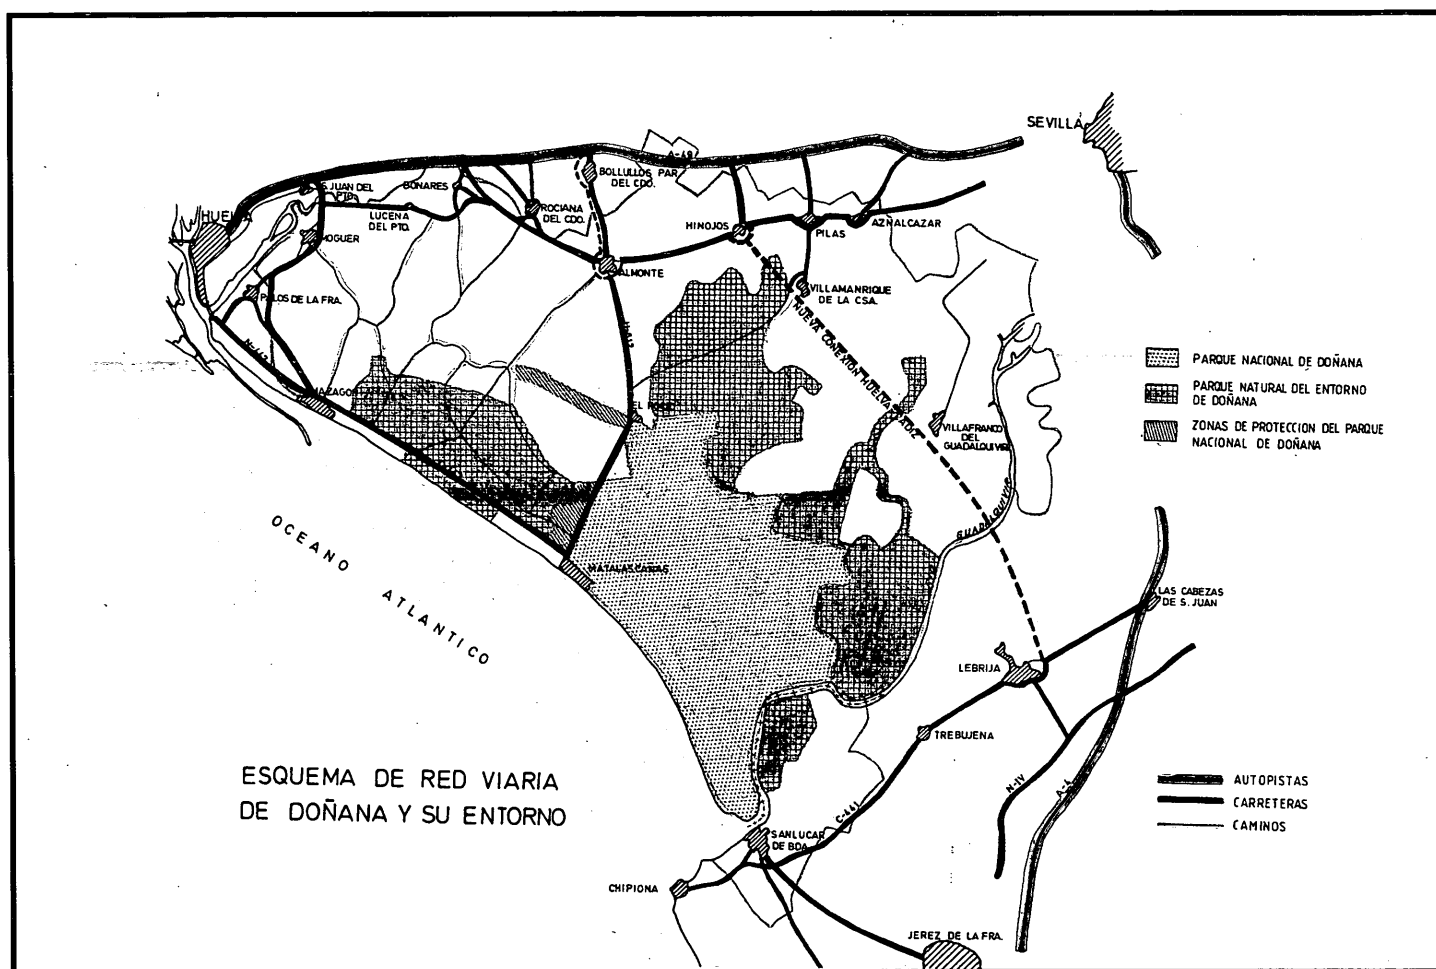 SEVILLA
A-49
S. JUAN DEL
PTO.
BONARES
BOLLULLOS PAR
DEL CDO.
HUELVA
LUCENA
DEL PTO.
ROCIANA
DEL CDO.
MOGUER
HINOJOS
PILAS
AZNALCAZAR
ALMONTE
PALOS DE LA FRA.
VILLAMANRIQUE
DE LA CSA.
NUEVA CONEXION HUELVA-CADIZ
MAZAGON
EL ROCIO
VILLAFRANCO
DEL
GUADALQUIVIR
PARQUE NACIONAL DE DOÑANA
PARQUE NATURAL DEL ENTORNO
DE DOÑANA
ZONAS DE PROTECCION DEL PARQUE
NACIONAL DE DOÑANA
GUADALQUIVIR
OCEANO ATLANTICO
MATALASCAÑAS
LAS CABEZAS
DE S. JUAN
LEBRIJA
TREBUJENA
ESQUEMA DE RED VIARIA
DE DOÑANA Y SU ENTORNO
N-IV
A-4
C-441
AUTOPISTAS
CARRETERAS
CAMINOS
SANLUCAR
DE BDA.
CHIPIONA
JEREZ DE LA FRA.